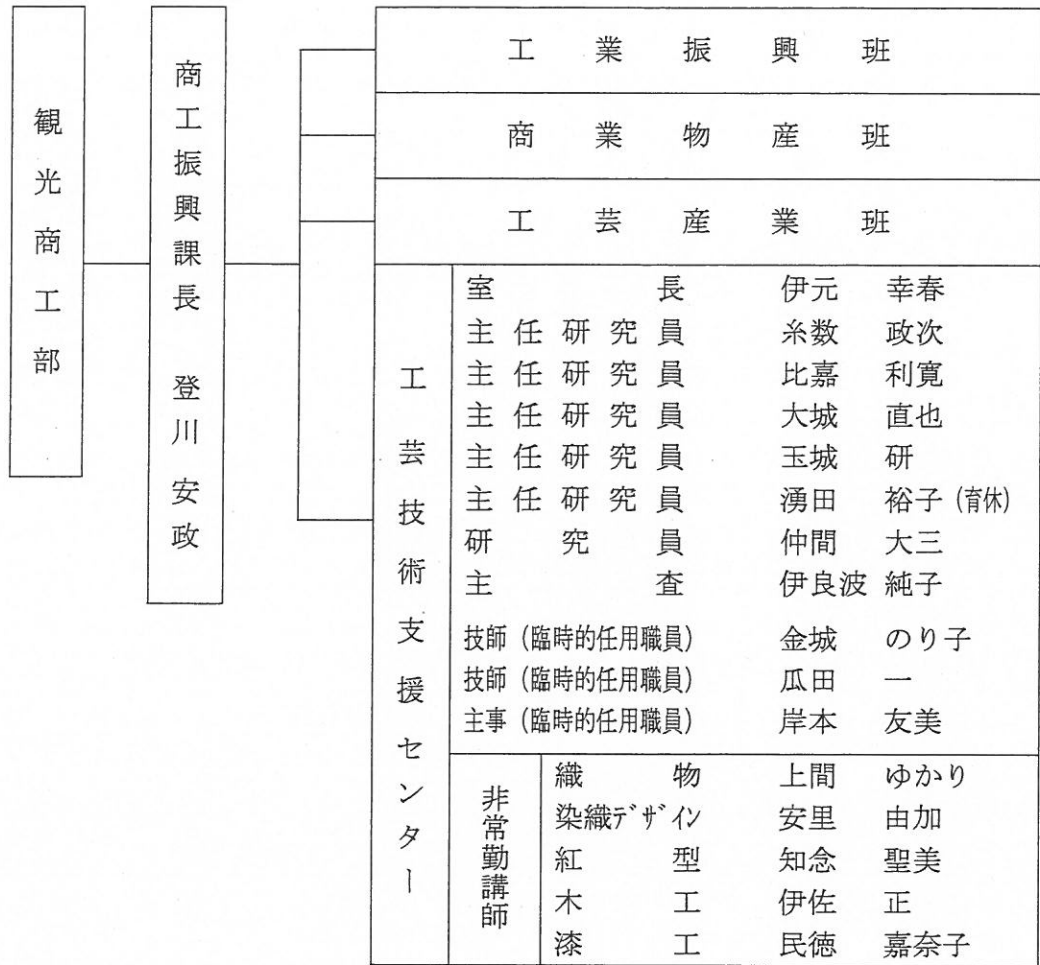 観光商工部
商工振興課長 登川安政
工業振興班
商業物産班
工芸産業班
工芸技術支援センター
室長 伊元 幸春
主任研究員 糸数 政次
主任研究員 比嘉 利寛
主任研究員 大城 直也
主任研究員 玉城 研
主任研究員 湧田 裕子(育休)
研究員 仲間 大三
主査 伊良波 純子
技師(臨時的任用職員) 金城 のり子
技師(臨時的任用職員) 瓜田 一
主事(臨時的任用職員) 岸本 友美
非常勤講師
織物 上間 ゆかり
染織デザイン 安里 由加
紅型 知念 聖美
木工 伊佐 正
漆工 民徳 嘉奈子